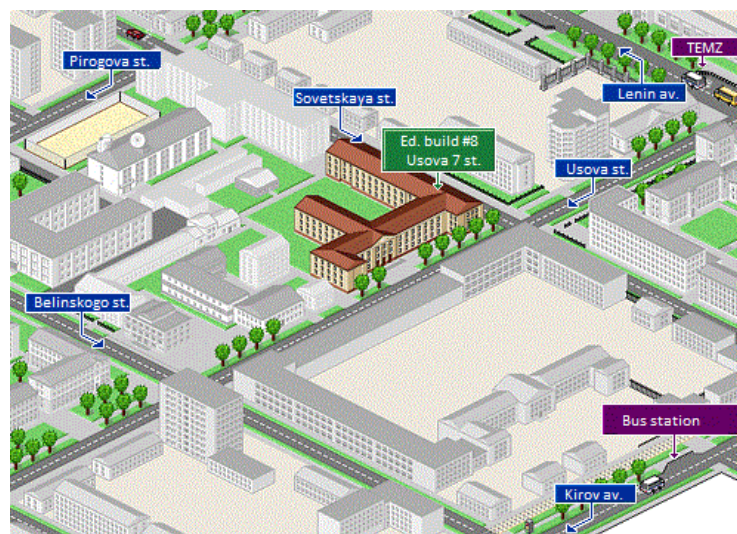 TEMZ
Pirogova st.
Lenin av.
Sovetskaya st.
Ed. build #8
Usova 7 st.
Usova st.
Belinskogo st.
Bus station
Kirov av.